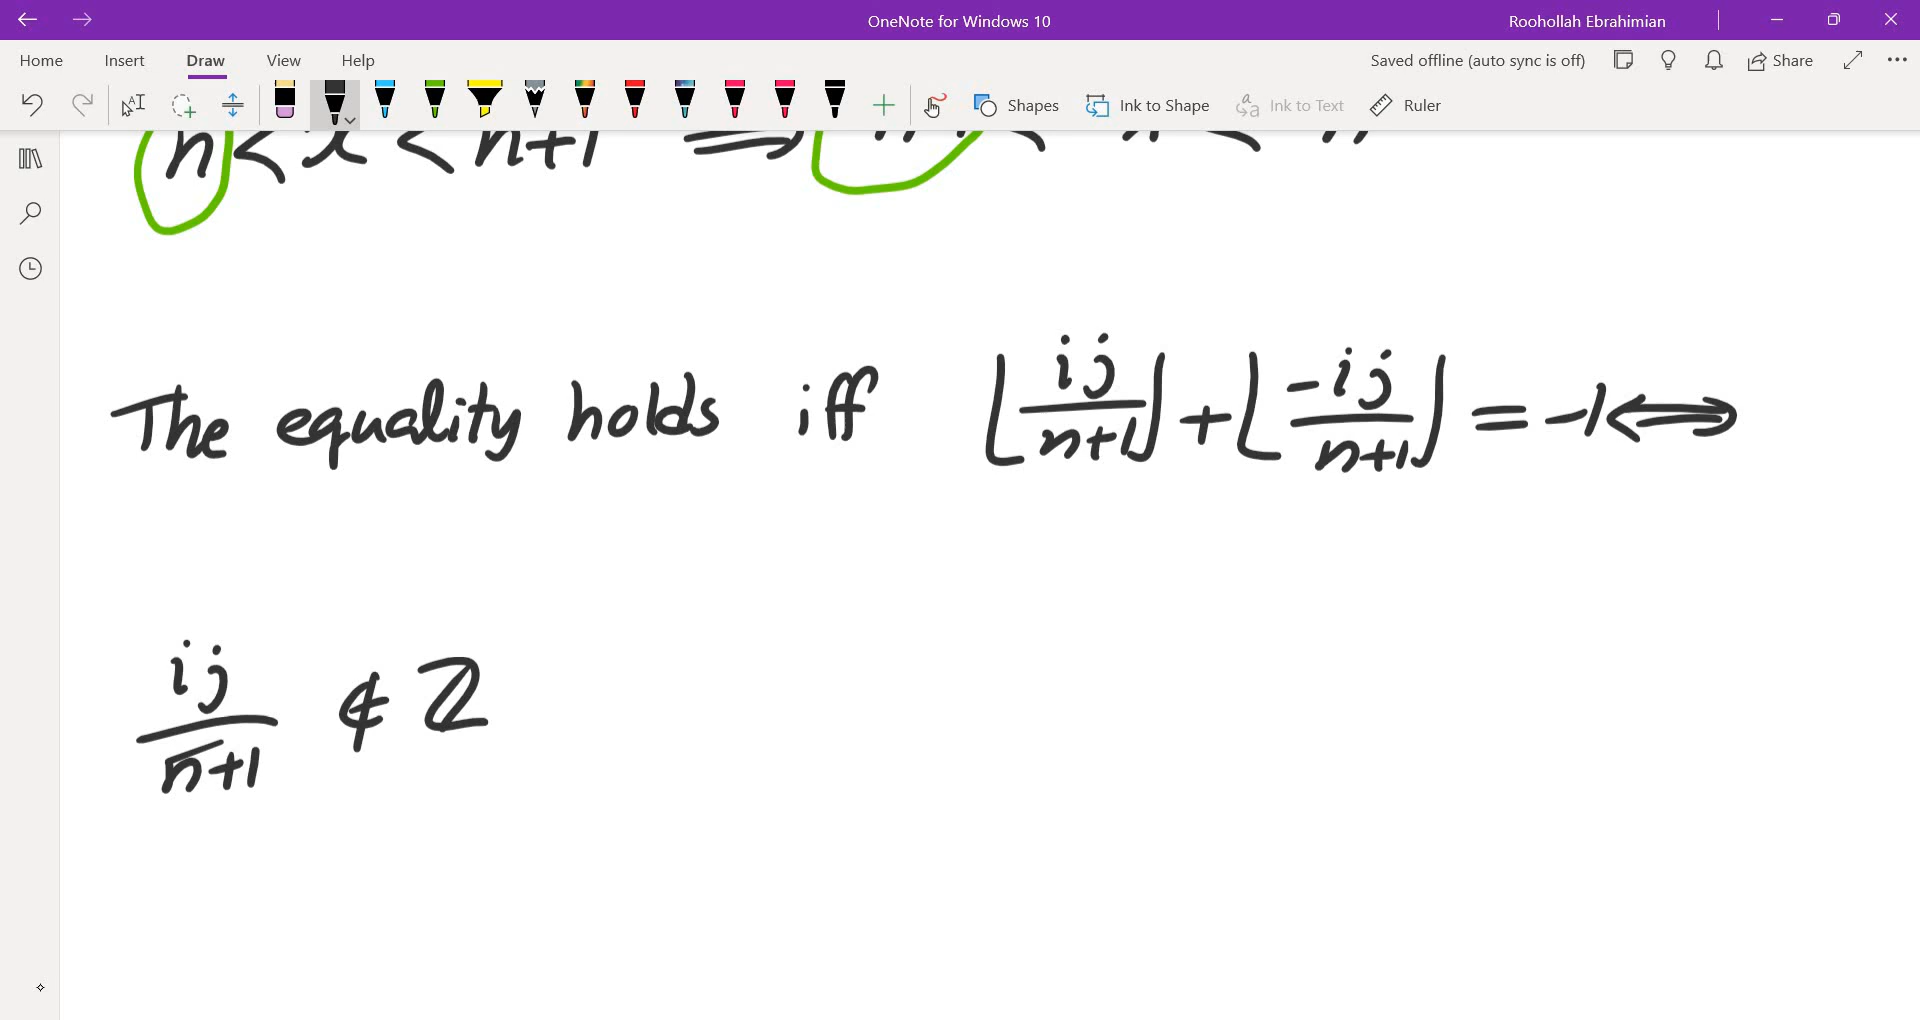 OneNote for Windows 10
Roohollah Ebrahimian
Home Insert Draw View Help
Saved offline (auto sync is off) Share
Shapes Ink to Shape Ink to Text Ruler
n < x < n+1 ⇒
The equality holds iff ⌊ij/(n+1)⌋ + ⌊-ij/(n+1)⌋ = -1 ⇔
ij/(n+1) ∉ ℤ